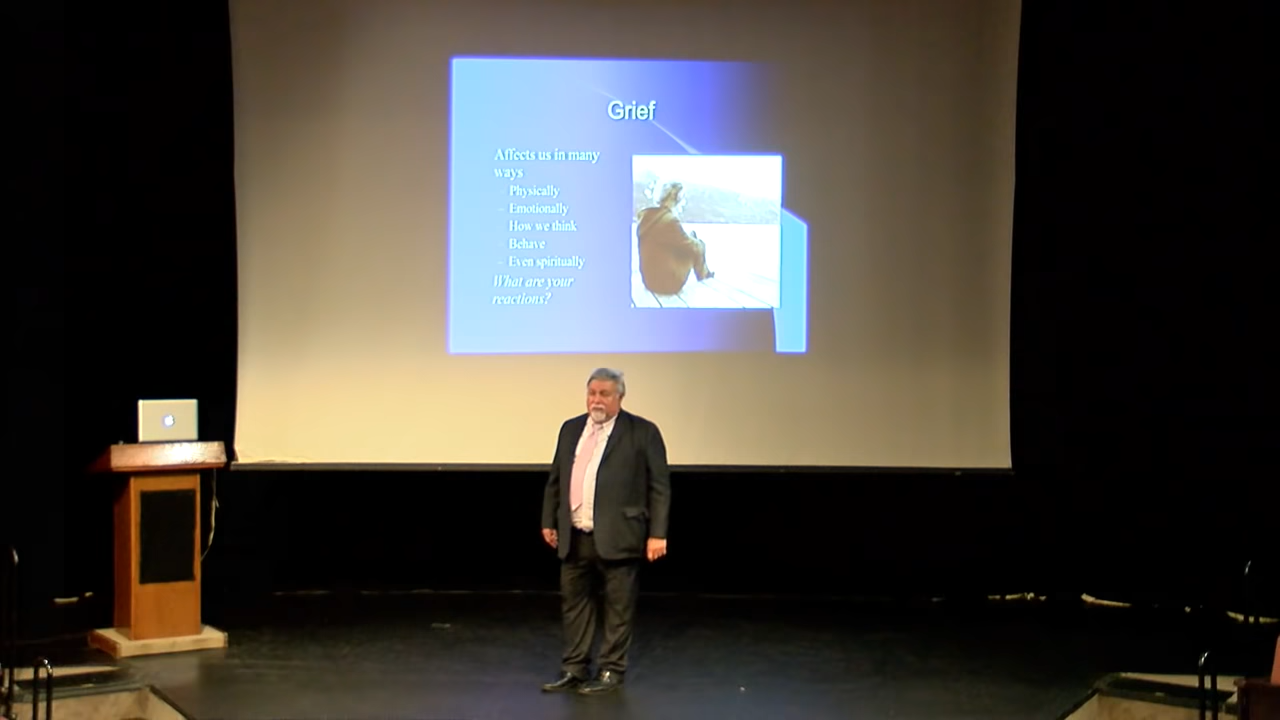 Grief
Affects us in many
ways
– Physically
– Emotionally
– How we think
– Behave
– Even spiritually
What are your
reactions?